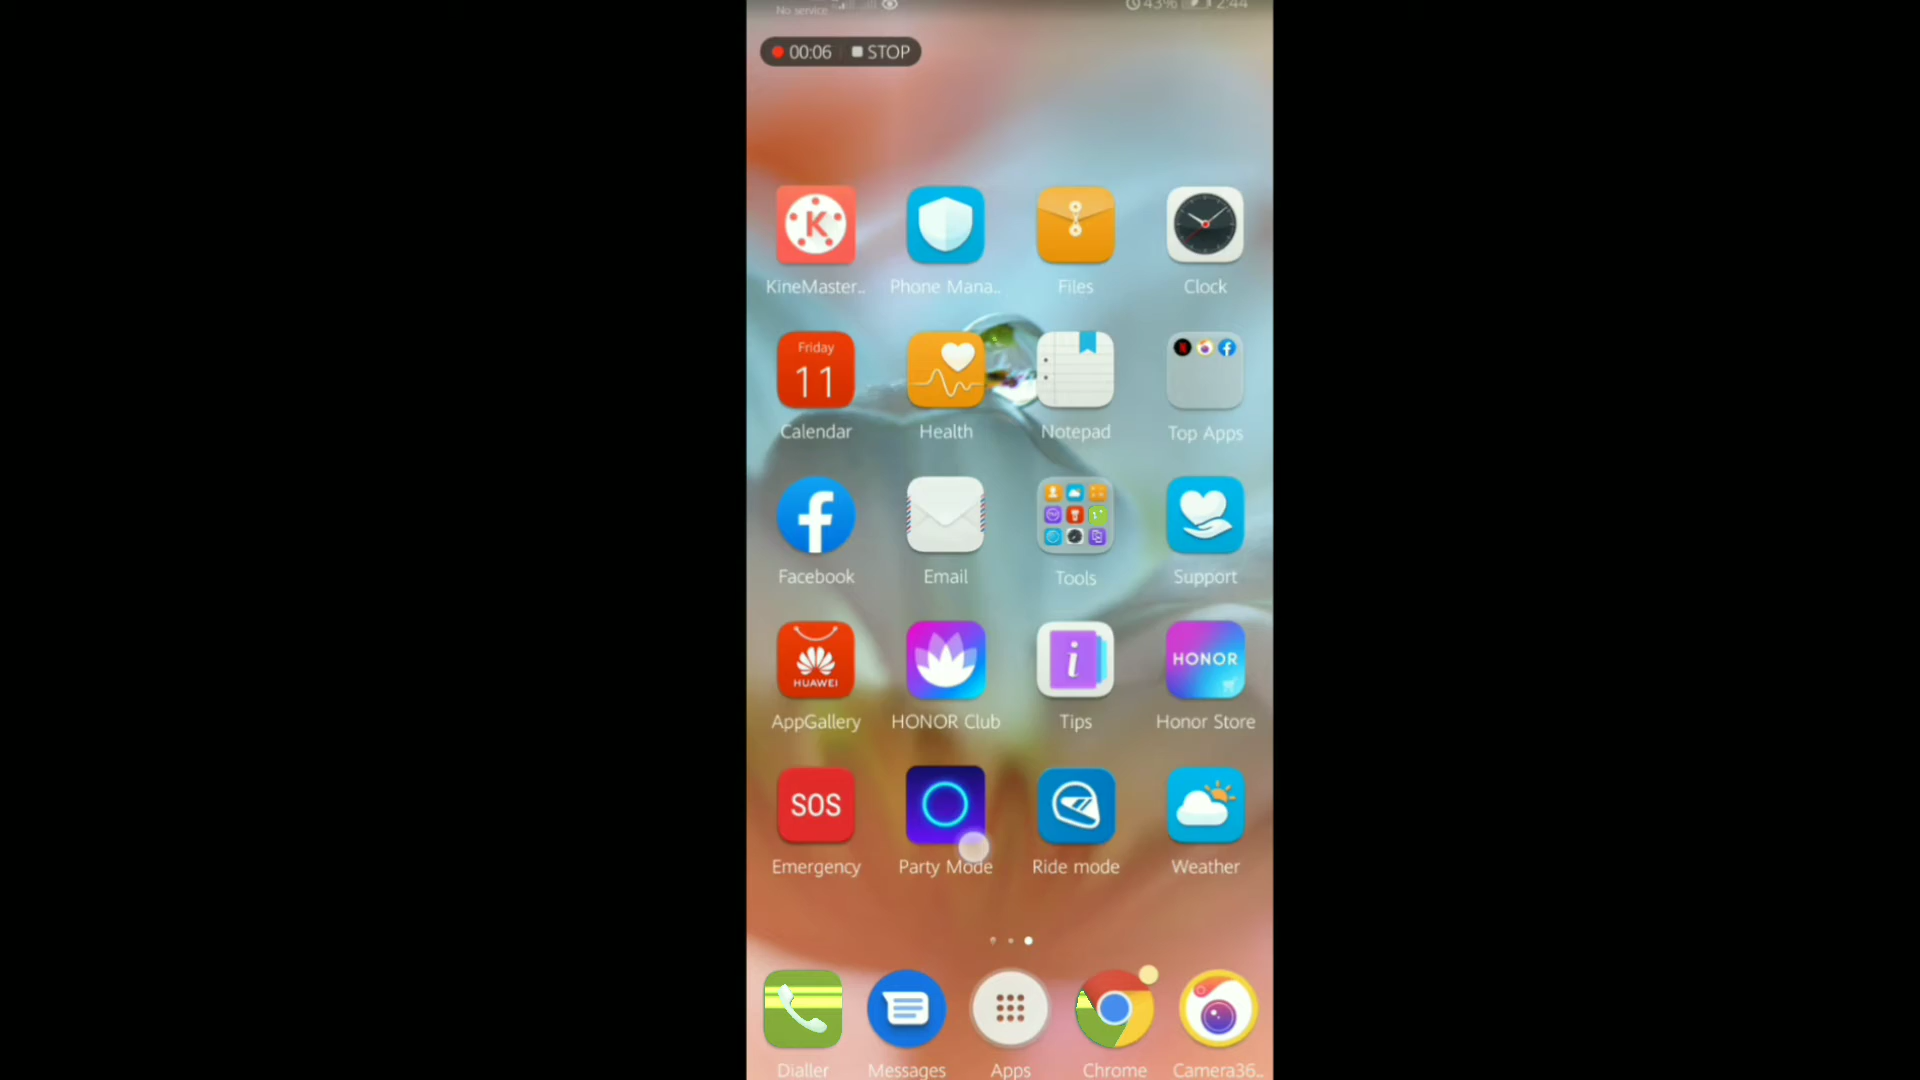 No service 43% 2:44
00:06 STOP
K
KineMaster.. Phone Mana.. Files Clock
Friday
11
Calendar Health Notepad Top Apps
f
Facebook Email Tools Support
HUAWEI i HONOR
AppGallery HONOR Club Tips Honor Store
SOS
Emergency Party Mode Ride mode Weather
Dialler Messages Apps Chrome Camera36..